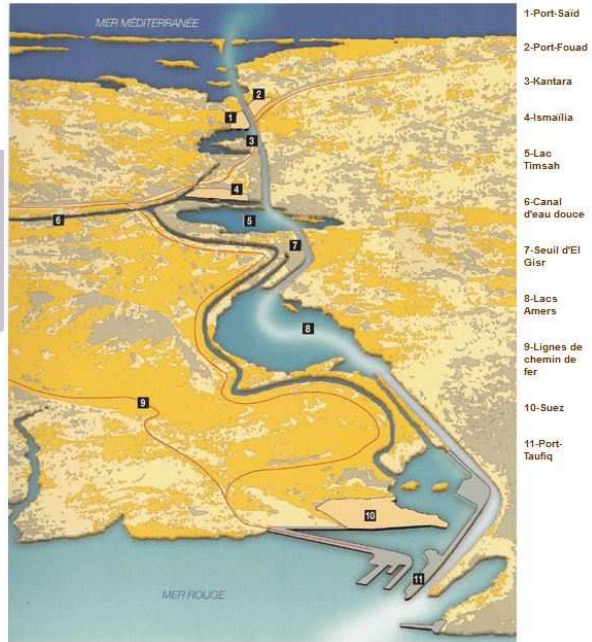 MER MÉDITERRANÉE
2
1
3
4
5
6
7
8
9
10
11
MER ROUGE
1-Port-Saïd
2-Port-Fouad
3-Kantara
4-Ismaïlia
5-Lac
Timsah
6-Canal
d'eau douce
7-Seuil d'El
Gisr
8-Lacs
Amers
9-Lignes de
chemin de
fer
10-Suez
11-Port-
Taufiq